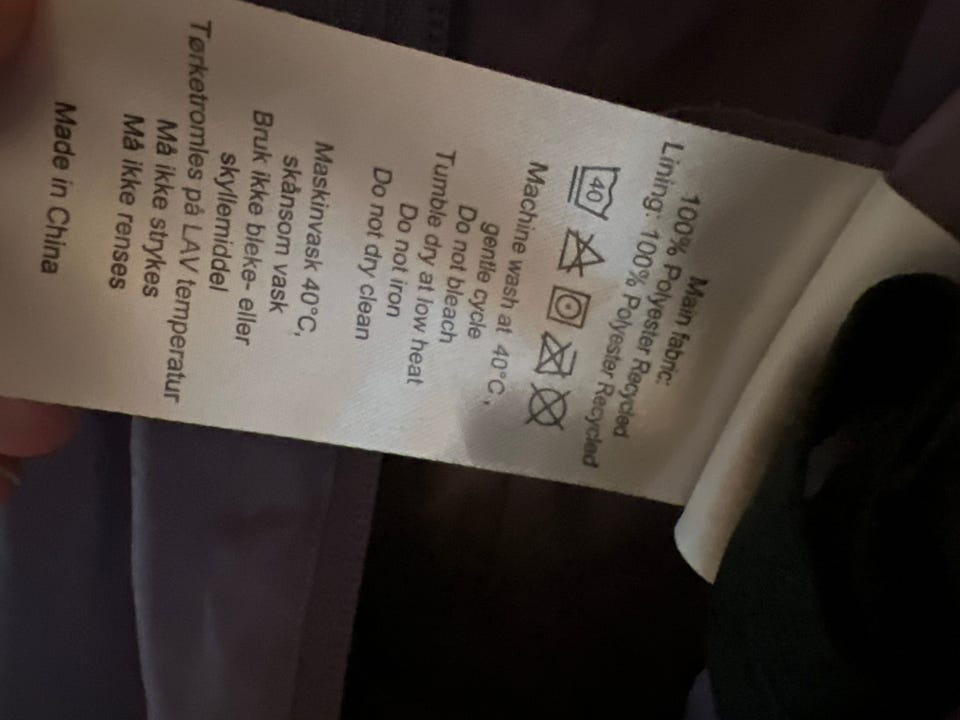 Main fabric:
100% Polyester Recycled
Lining: 100% Polyester Recycled
40
Machine wash at 40°C,
gentle cycle
Do not bleach
Tumble dry at low heat
Do not iron
Do not dry clean
Maskinvask 40°C,
skånsom vask
Bruk ikke bleke- eller
skyllemiddel
Tørketromles på LAV temperatur
Må ikke strykes
Må ikke renses
Made in China